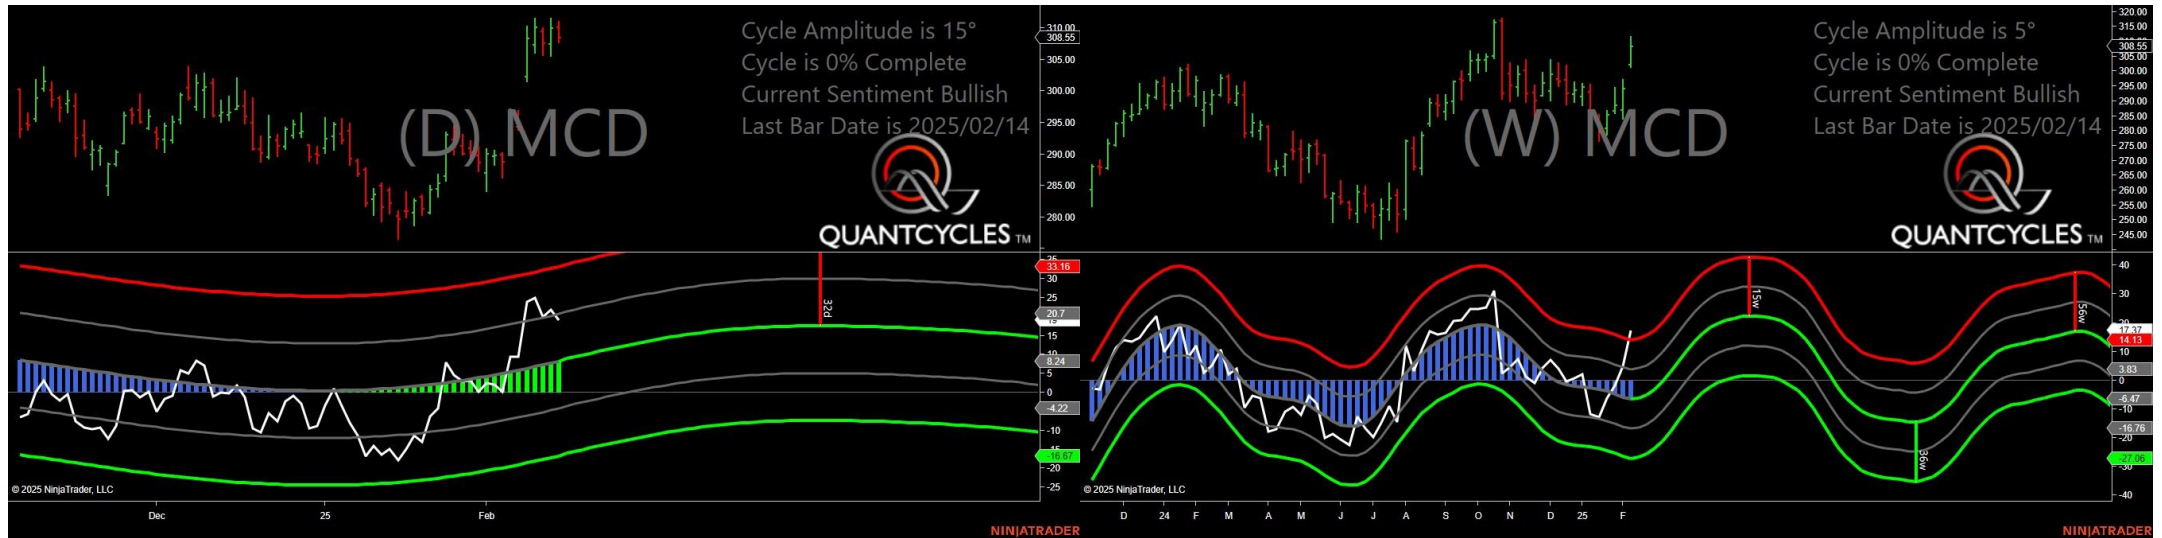 Cycle Amplitude is 15°
Cycle is 0% Complete
Current Sentiment Bullish
Last Bar Date is 2025/02/14
(D) MCD
QUANTCYCLES TM
310.00
308.55
305.00
300.00
295.00
290.00
285.00
280.00
33.16
30
25
20.7
15
8.24
5
0
-4.22
-10
-16.67
-20
-25
32d
© 2025 NinjaTrader, LLC
Dec
25
Feb
NINJATRADER
Cycle Amplitude is 5°
Cycle is 0% Complete
Current Sentiment Bullish
Last Bar Date is 2025/02/14
(W) MCD
QUANTCYCLES TM
320.00
315.00
308.55
305.00
300.00
295.00
290.00
285.00
280.00
275.00
270.00
265.00
260.00
255.00
250.00
245.00
40
30
17.37
14.13
10
3.83
0
-6.47
-10
-16.76
-20
-27.06
-40
15w
36w
56w
© 2025 NinjaTrader, LLC
D 24 F M A M J J A S O N D 25 F
NINJATRADER